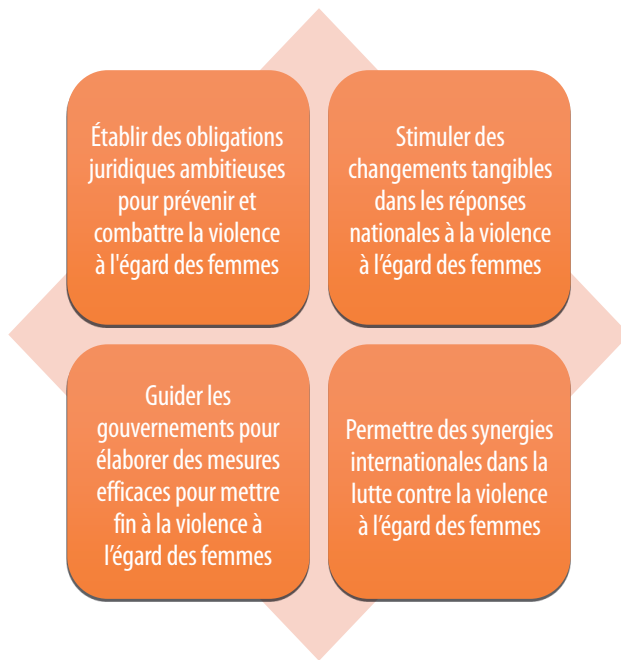 Établir des obligations
juridiques ambitieuses
pour prévenir et
combattre la violence
à l'égard des femmes
Stimuler des
changements tangibles
dans les réponses
nationales à la violence
à l’égard des femmes
Guider les
gouvernements pour
élaborer des mesures
efficaces pour mettre
fin à la violence à
l’égard des femmes
Permettre des synergies
internationales dans la
lutte contre la violence
à l’égard des femmes